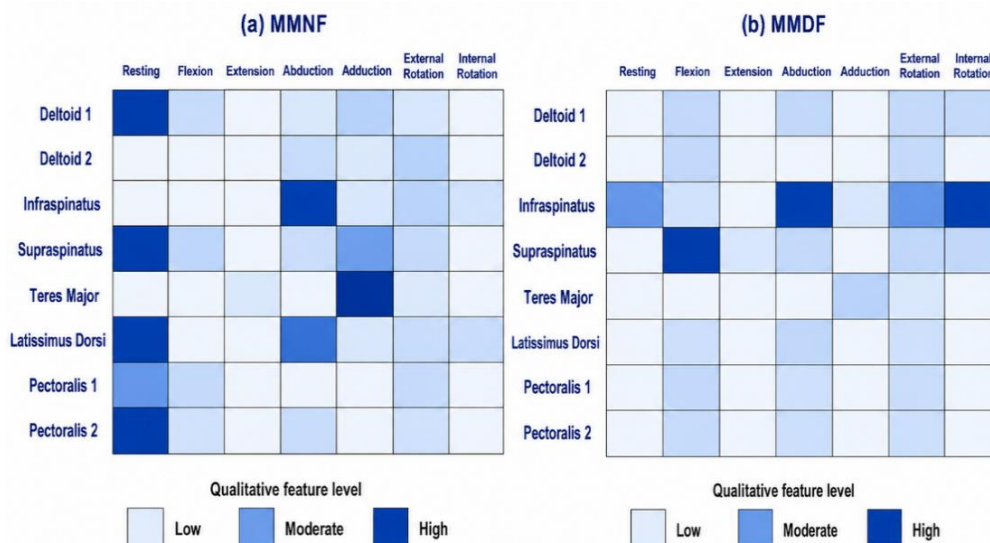 (a) MMNF
Resting Flexion Extension Abduction Adduction External Rotation Internal Rotation
Deltoid 1
Deltoid 2
Infraspinatus
Supraspinatus
Teres Major
Latissimus Dorsi
Pectoralis 1
Pectoralis 2
Qualitative feature level
Low Moderate High
(b) MMDF
Resting Flexion Extension Abduction Adduction External Rotation Internal Rotation
Deltoid 1
Deltoid 2
Infraspinatus
Supraspinatus
Teres Major
Latissimus Dorsi
Pectoralis 1
Pectoralis 2
Qualitative feature level
Low Moderate High